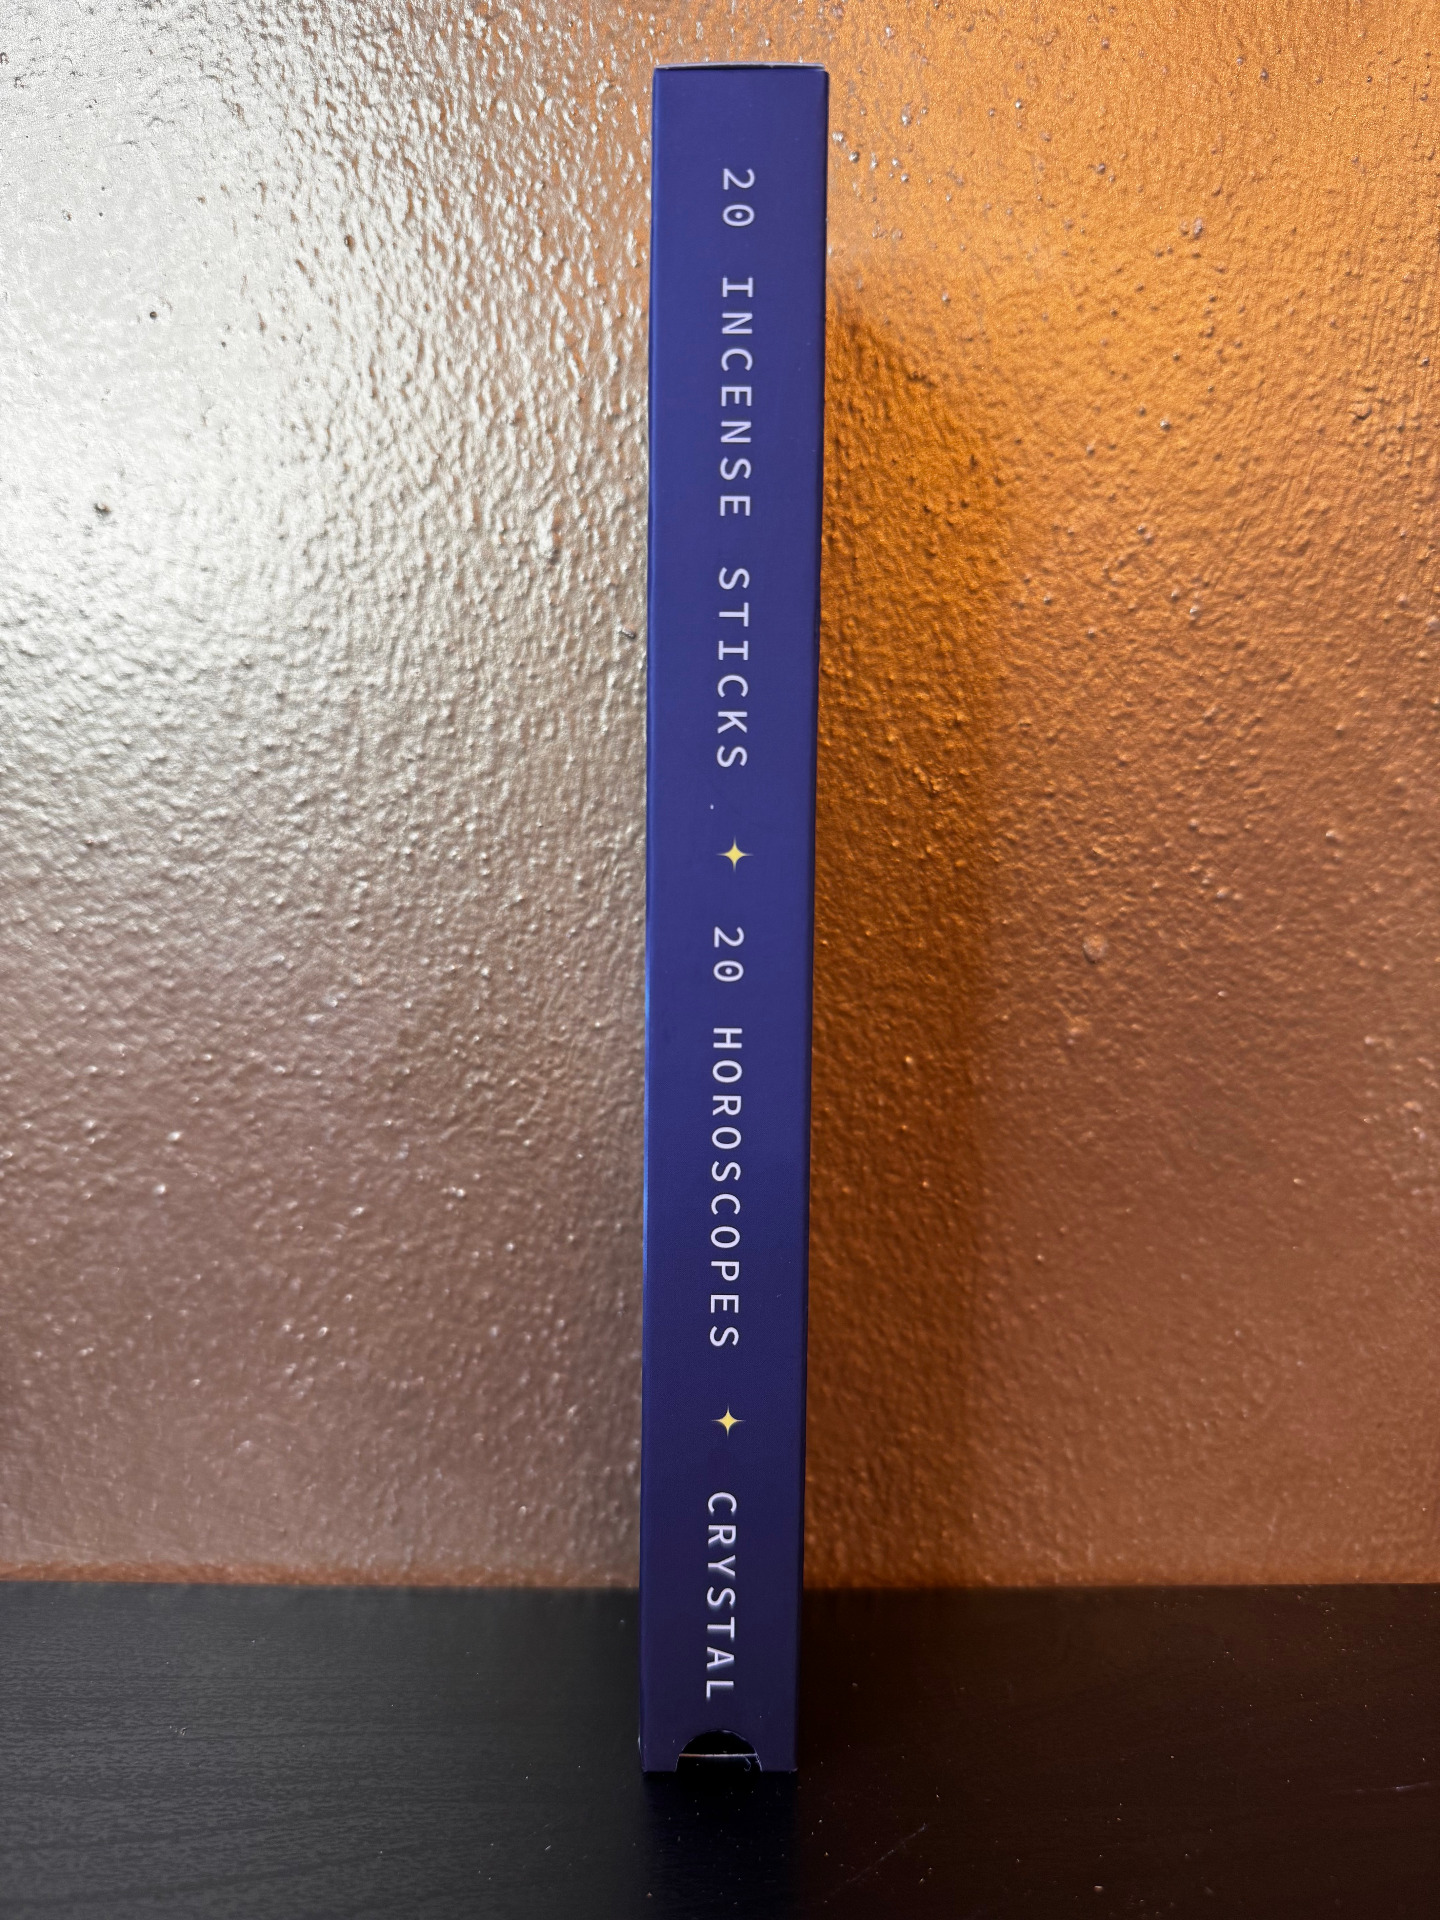 20 INCENSE STICKS ✦ 20 HOROSCOPES ✦ CRYSTAL